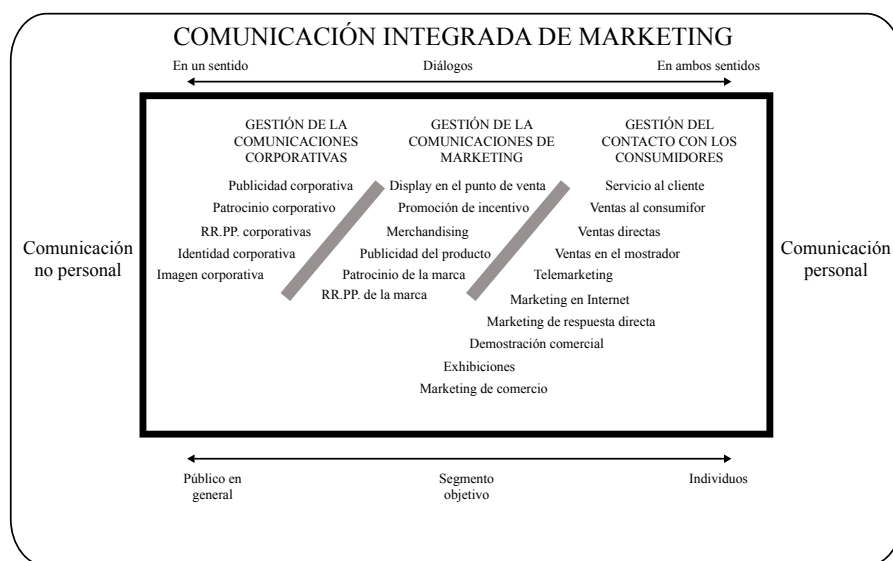 COMUNICACIÓN INTEGRADA DE MARKETING
En un sentido
Diálogos
En ambos sentidos
GESTIÓN DE LA
COMUNICACIONES
CORPORATIVAS
Publicidad corporativa
Patrocinio corporativo
RR.PP. corporativas
Identidad corporativa
Imagen corporativa
GESTIÓN DE LA
COMUNICACIONES DE
MARKETING
Display en el punto de venta
Promoción de incentivo
Merchandising
Publicidad del producto
Patrocinio de la marca
RR.PP. de la marca
GESTIÓN DEL
CONTACTO CON LOS
CONSUMIDORES
Servicio al cliente
Ventas al consumifor
Ventas directas
Ventas en el mostrador
Telemarketing
Marketing en Internet
Marketing de respuesta directa
Demostración comercial
Exhibiciones
Marketing de comercio
Comunicación
no personal
Comunicación
personal
Público en
general
Segmento
objetivo
Individuos